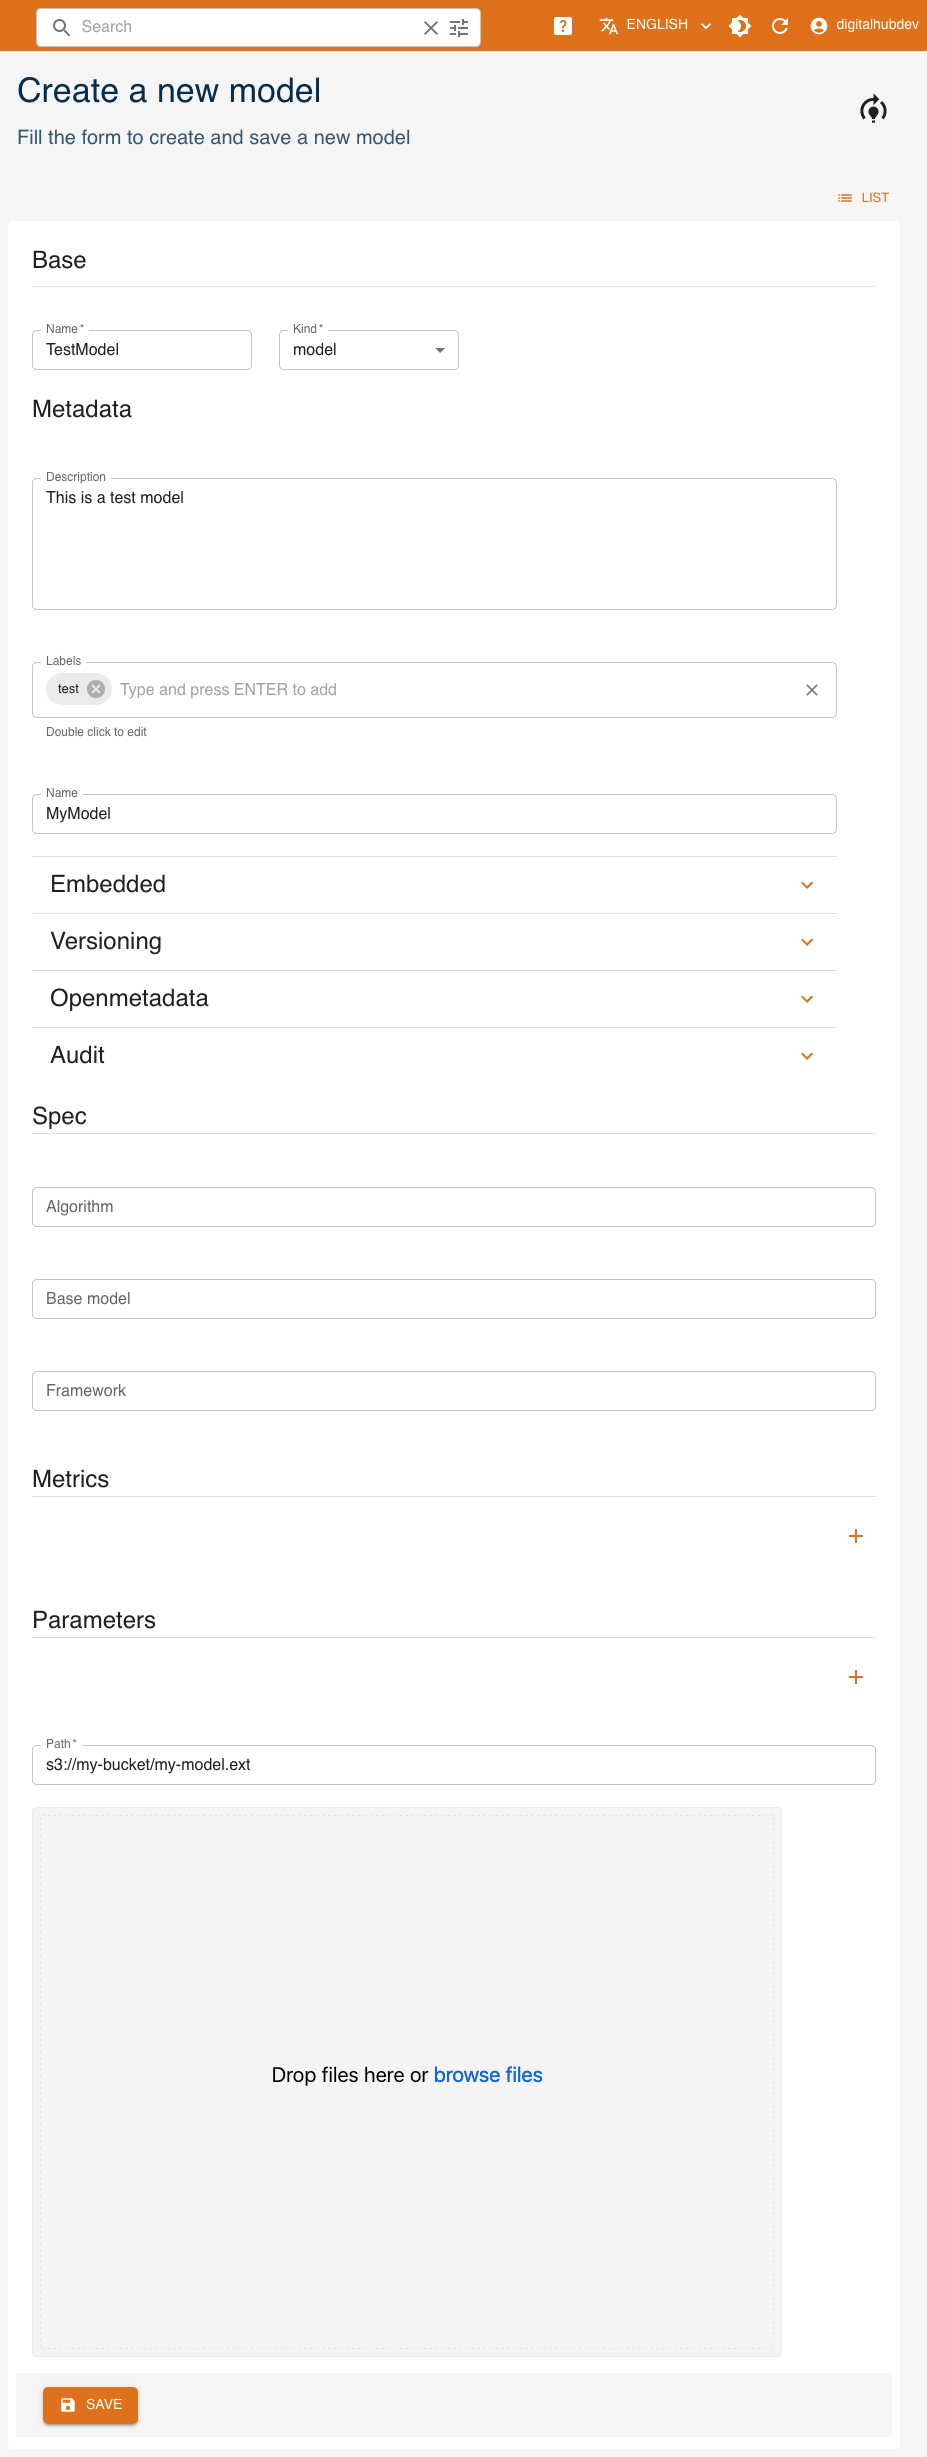 Search
ENGLISH
digitalhubdev
Create a new model
Fill the form to create and save a new model
LIST
Base
Name *
TestModel
Kind *
model
Metadata
Description
This is a test model
Labels
test
Type and press ENTER to add
Double click to edit
Name
MyModel
Embedded
Versioning
Openmetadata
Audit
Spec
Algorithm
Base model
Framework
Metrics
Parameters
Path *
s3://my-bucket/my-model.ext
Drop files here or browse files
SAVE